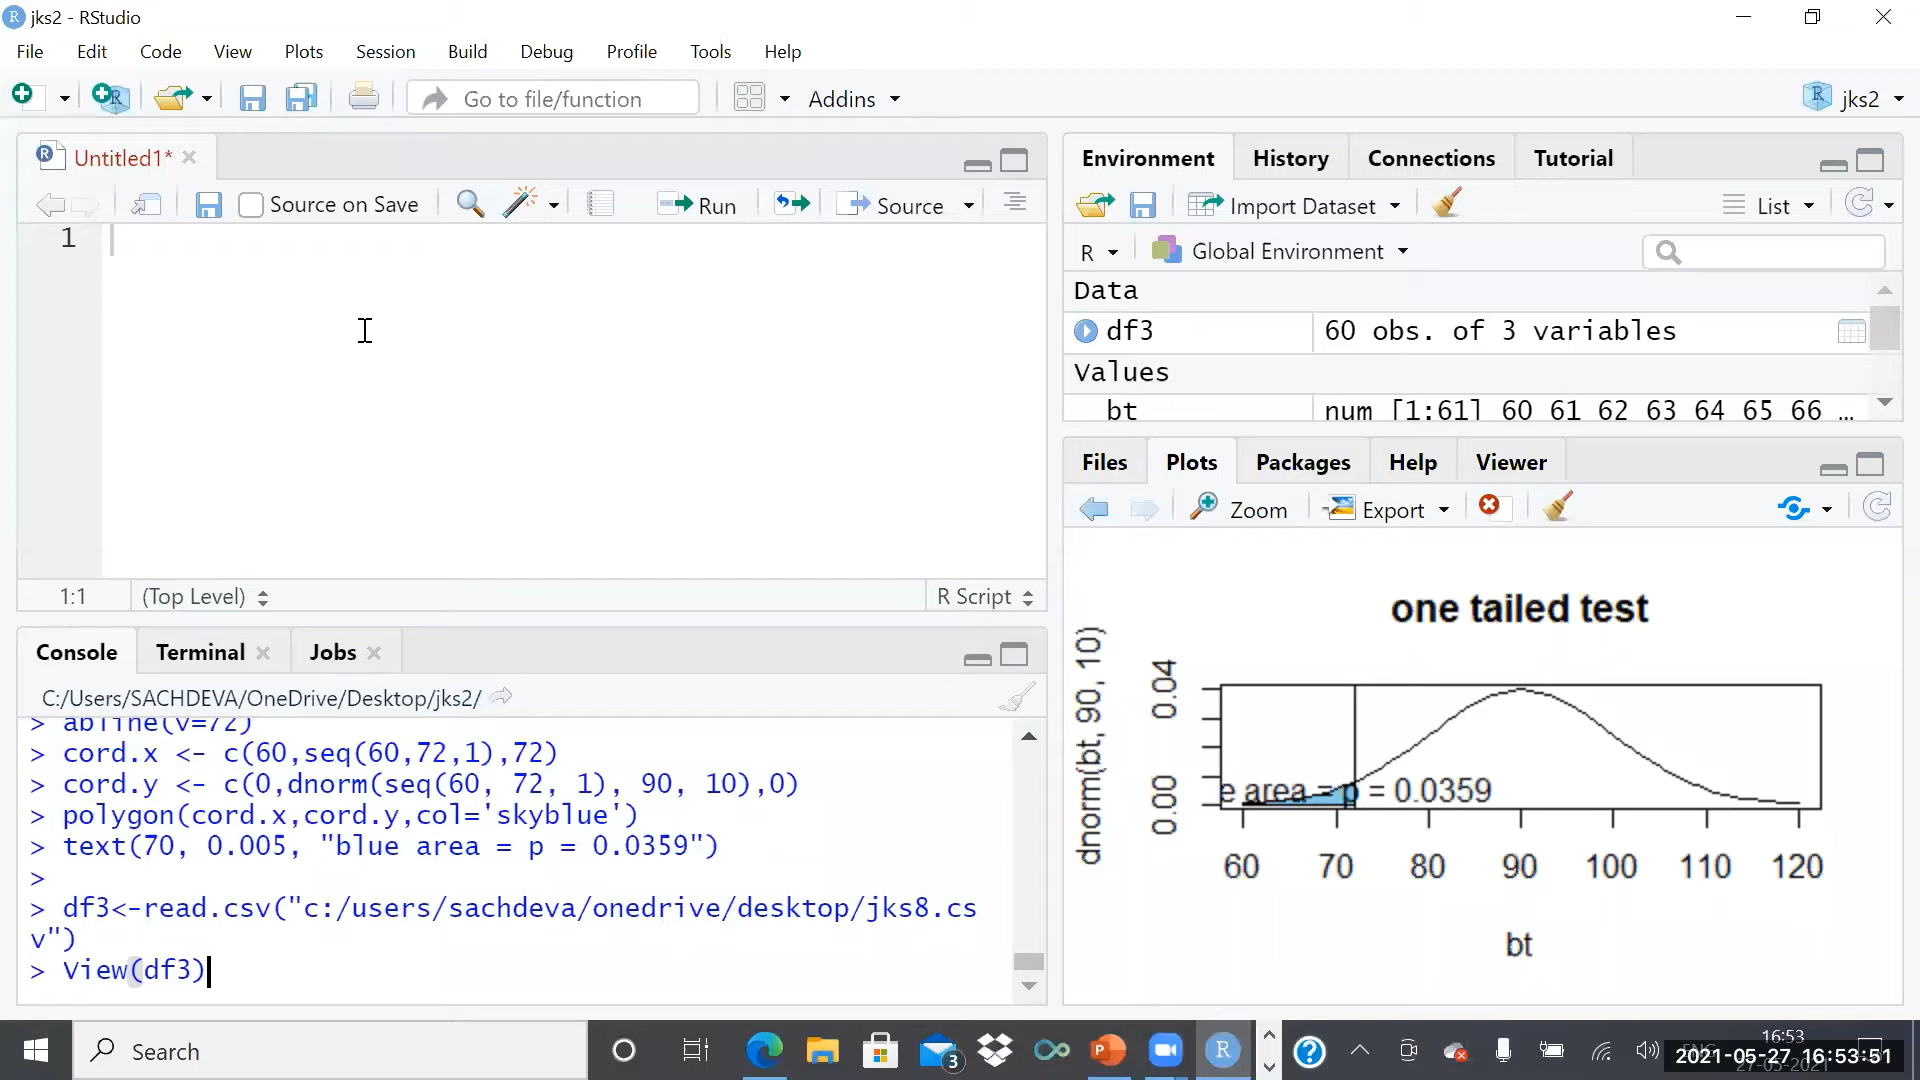 jks2 - RStudio
File Edit Code View Plots Session Build Debug Profile Tools Help
Go to file/function Addins jks2
Untitled1*
Source on Save Run Source
1
1:1 (Top Level) R Script
Console Terminal Jobs
C:/Users/SACHDEVA/OneDrive/Desktop/jks2/
> abline(v=72)
> cord.x <- c(60,seq(60,72,1),72)
> cord.y <- c(0,dnorm(seq(60, 72, 1), 90, 10),0)
> polygon(cord.x,cord.y,col='skyblue')
> text(70, 0.005, "blue area = p = 0.0359")
>
> df3<-read.csv("c:/users/sachdeva/onedrive/desktop/jks8.cs
v")
> View(df3)
Environment History Connections Tutorial
Import Dataset List
R Global Environment
Data
df3 60 obs. of 3 variables
Values
bt num [1:61] 60 61 62 63 64 65 66 ...
Files Plots Packages Help Viewer
Zoom Export
one tailed test
dnorm(bt, 90, 10)
0.00 0.04
e area = p = 0.0359
60 70 80 90 100 110 120
bt
Search
3
16:53
2021-05-27 16:53:51
27-05-2021